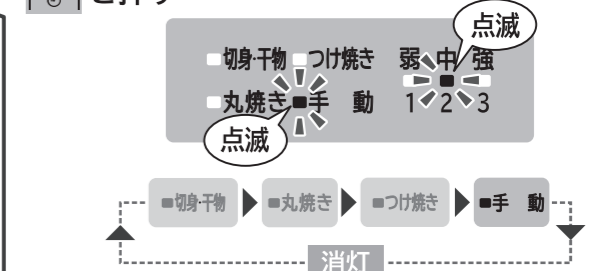 を押す
点滅
切身・干物 つけ焼き 弱 中 強
丸焼き 手 動 1 2 3
点滅
切身・干物 丸焼き つけ焼き 手 動
消灯